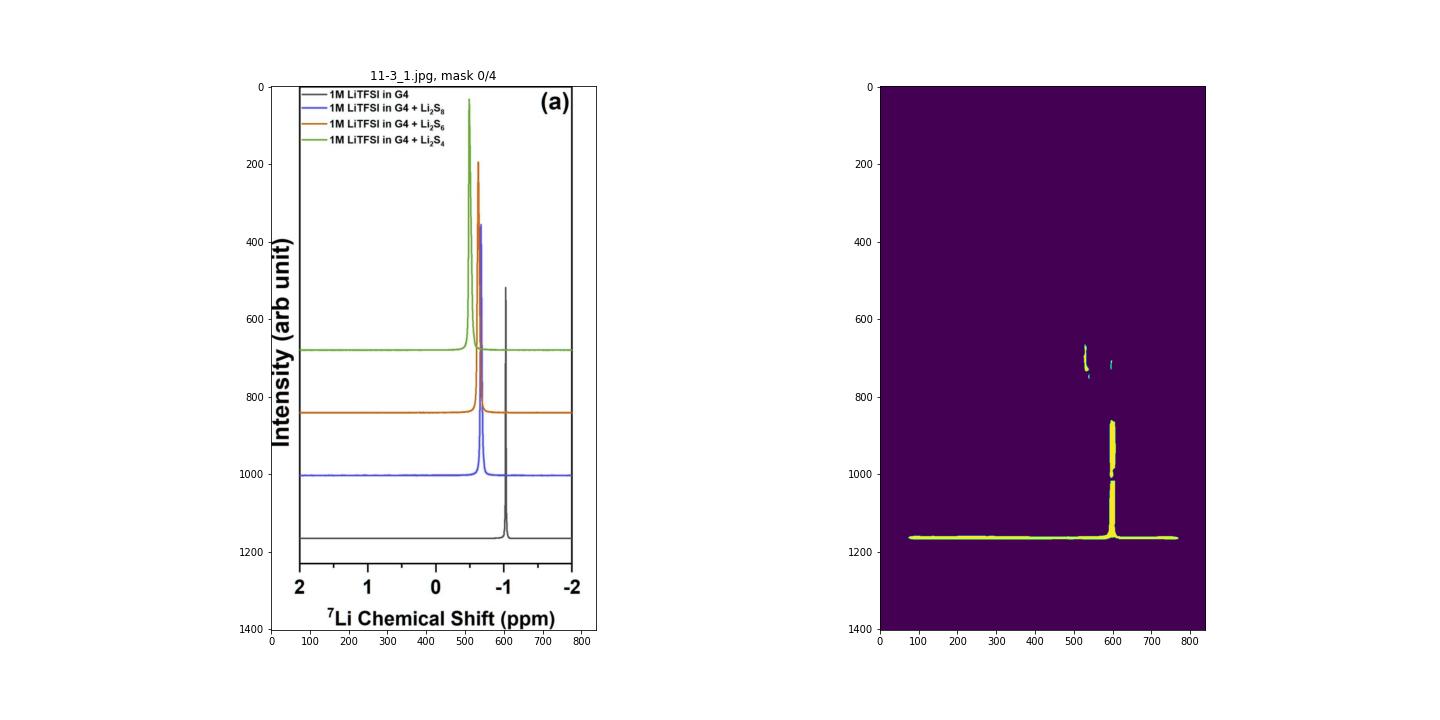 11-3_1.jpg, mask 0/4
1M LiTFSI in G4
1M LiTFSI in G4 + Li₂S₈
1M LiTFSI in G4 + Li₂S₆
1M LiTFSI in G4 + Li₂S₄
(a)
Intensity (arb unit)
0
200
400
600
800
1000
1200
1400
2 1 0 -1 -2
⁷Li Chemical Shift (ppm)
0 100 200 300 400 500 600 700 800
0
200
400
600
800
1000
1200
1400
0 100 200 300 400 500 600 700 800